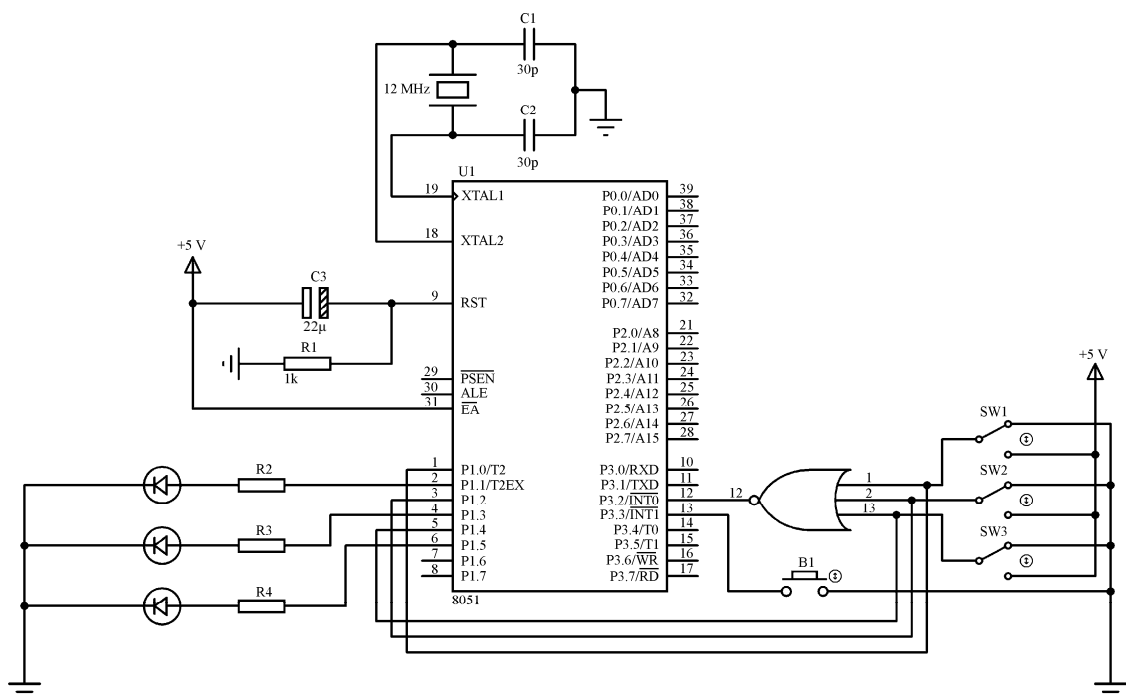 C1
30p
12 MHz
C2
30p
U1
19 XTAL1
18 XTAL2
+5 V
C3
22μ
9 RST
R1
1k
29 PSEN
30 ALE
31 EA
1 P1.0/T2
2 P1.1/T2EX
3 P1.2
4 P1.3
5 P1.4
6 P1.5
7 P1.6
8 P1.7
8051
P0.0/AD0 39
P0.1/AD1 38
P0.2/AD2 37
P0.3/AD3 36
P0.4/AD4 35
P0.5/AD5 34
P0.6/AD6 33
P0.7/AD7 32
P2.0/A8 21
P2.1/A9 22
P2.2/A10 23
P2.3/A11 24
P2.4/A12 25
P2.5/A13 26
P2.6/A14 27
P2.7/A15 28
P3.0/RXD 10
P3.1/TXD 11
P3.2/INT0 12
P3.3/INT1 13
P3.4/T0 14
P3.5/T1 15
P3.6/WR 16
P3.7/RD 17
R2
R3
R4
12
1
2
13
B1
+5 V
SW1
SW2
SW3